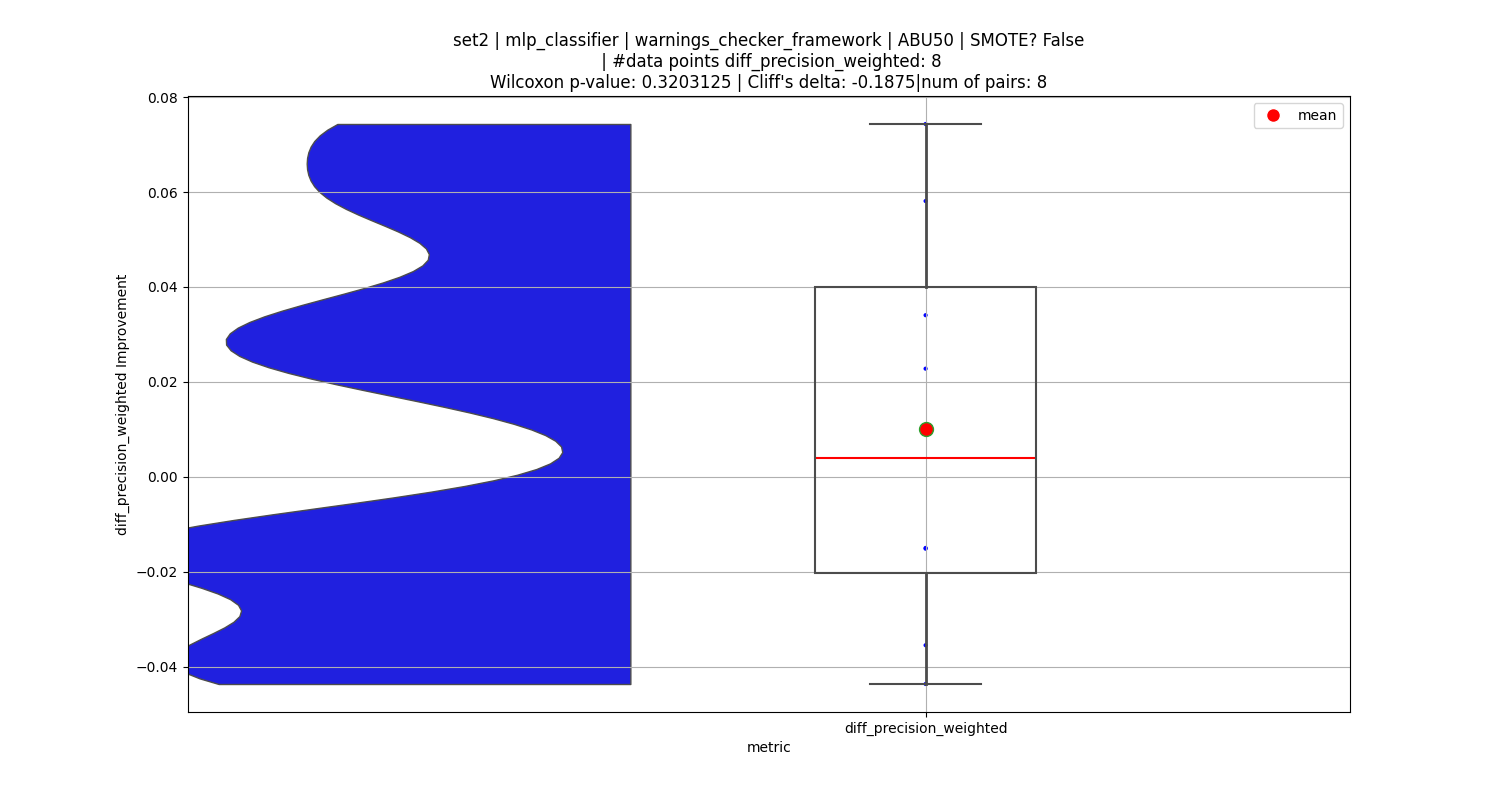 set2 | mlp_classifier | warnings_checker_framework | ABU50 | SMOTE? False
| #data points diff_precision_weighted: 8
Wilcoxon p-value: 0.3203125 | Cliff's delta: -0.1875|num of pairs: 8
mean
0.08
0.06
0.04
0.02
0.00
−0.02
−0.04
diff_precision_weighted Improvement
diff_precision_weighted
metric